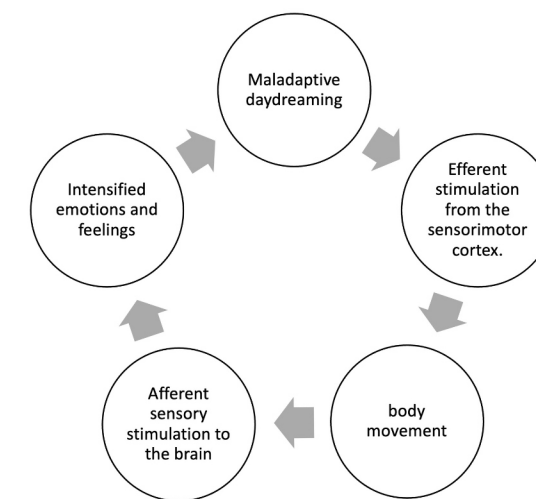 Maladaptive
daydreaming
Efferent
stimulation
from the
sensorimotor
cortex.
body
movement
Afferent
sensory
stimulation to
the brain
Intensified
emotions and
feelings